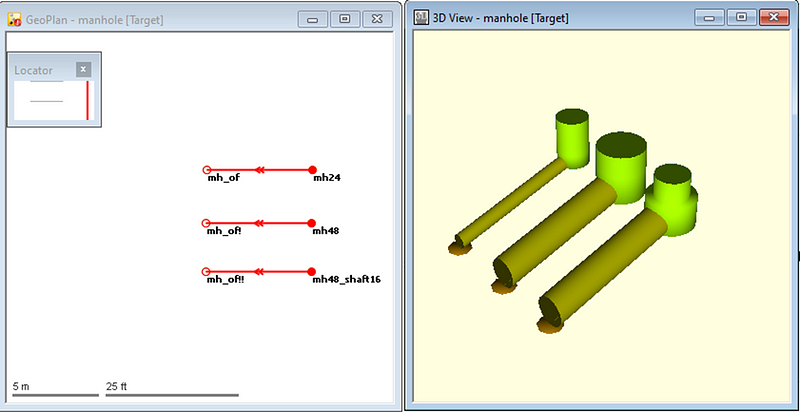 GeoPlan - manhole [Target]
Locator
mh_of
mh24
mh_of!
mh48
mh_of!!
mh48_shaft16
5 m
25 ft
3D View - manhole [Target]